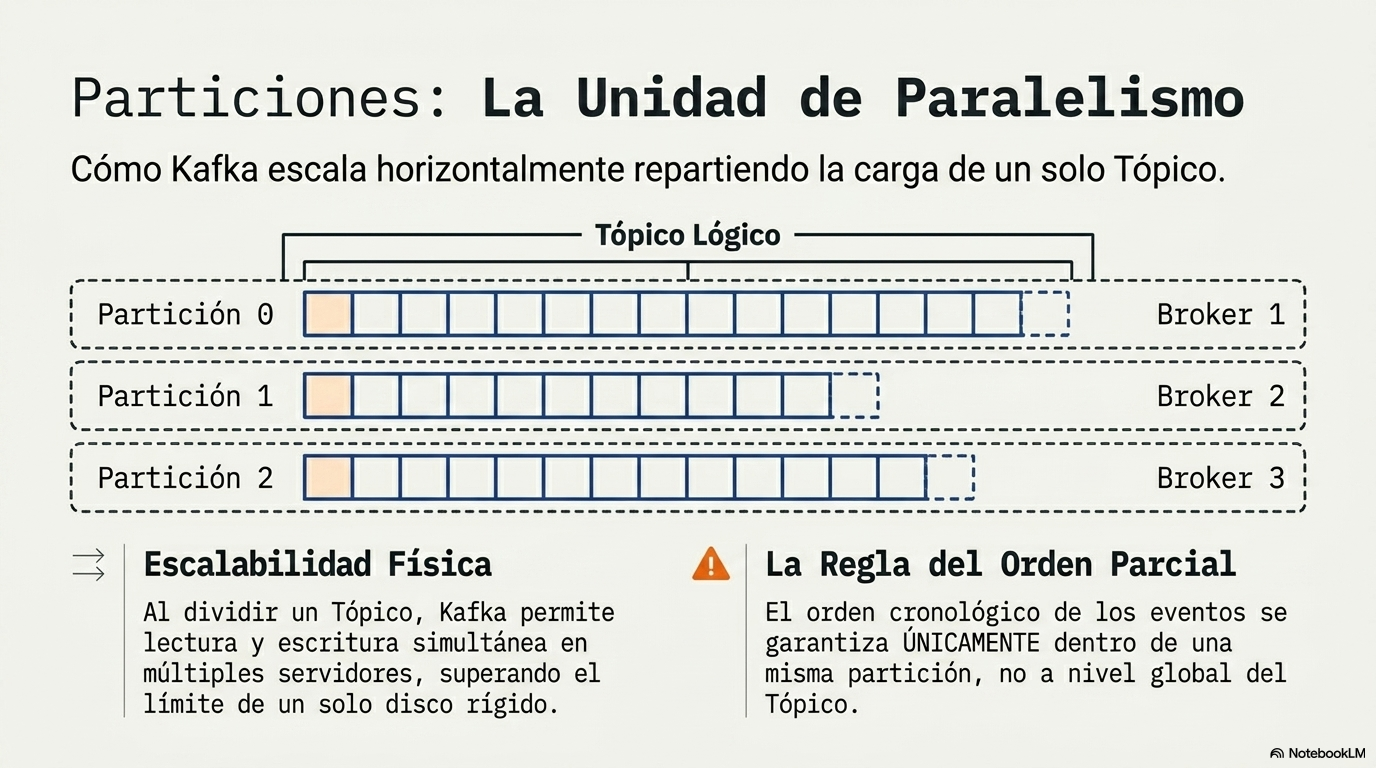 Particiones: La Unidad de Paralelismo
Cómo Kafka escala horizontalmente repartiendo la carga de un solo Tópico.
Tópico Lógico
Partición 0
Broker 1
Partición 1
Broker 2
Partición 2
Broker 3
Escalabilidad Física
Al dividir un Tópico, Kafka permite
lectura y escritura simultánea en
múltiples servidores, superando el
límite de un solo disco rígido.
La Regla del Orden Parcial
El orden cronológico de los eventos se
garantiza ÚNICAMENTE dentro de una
misma partición, no a nivel global del
Tópico.
NotebookLM